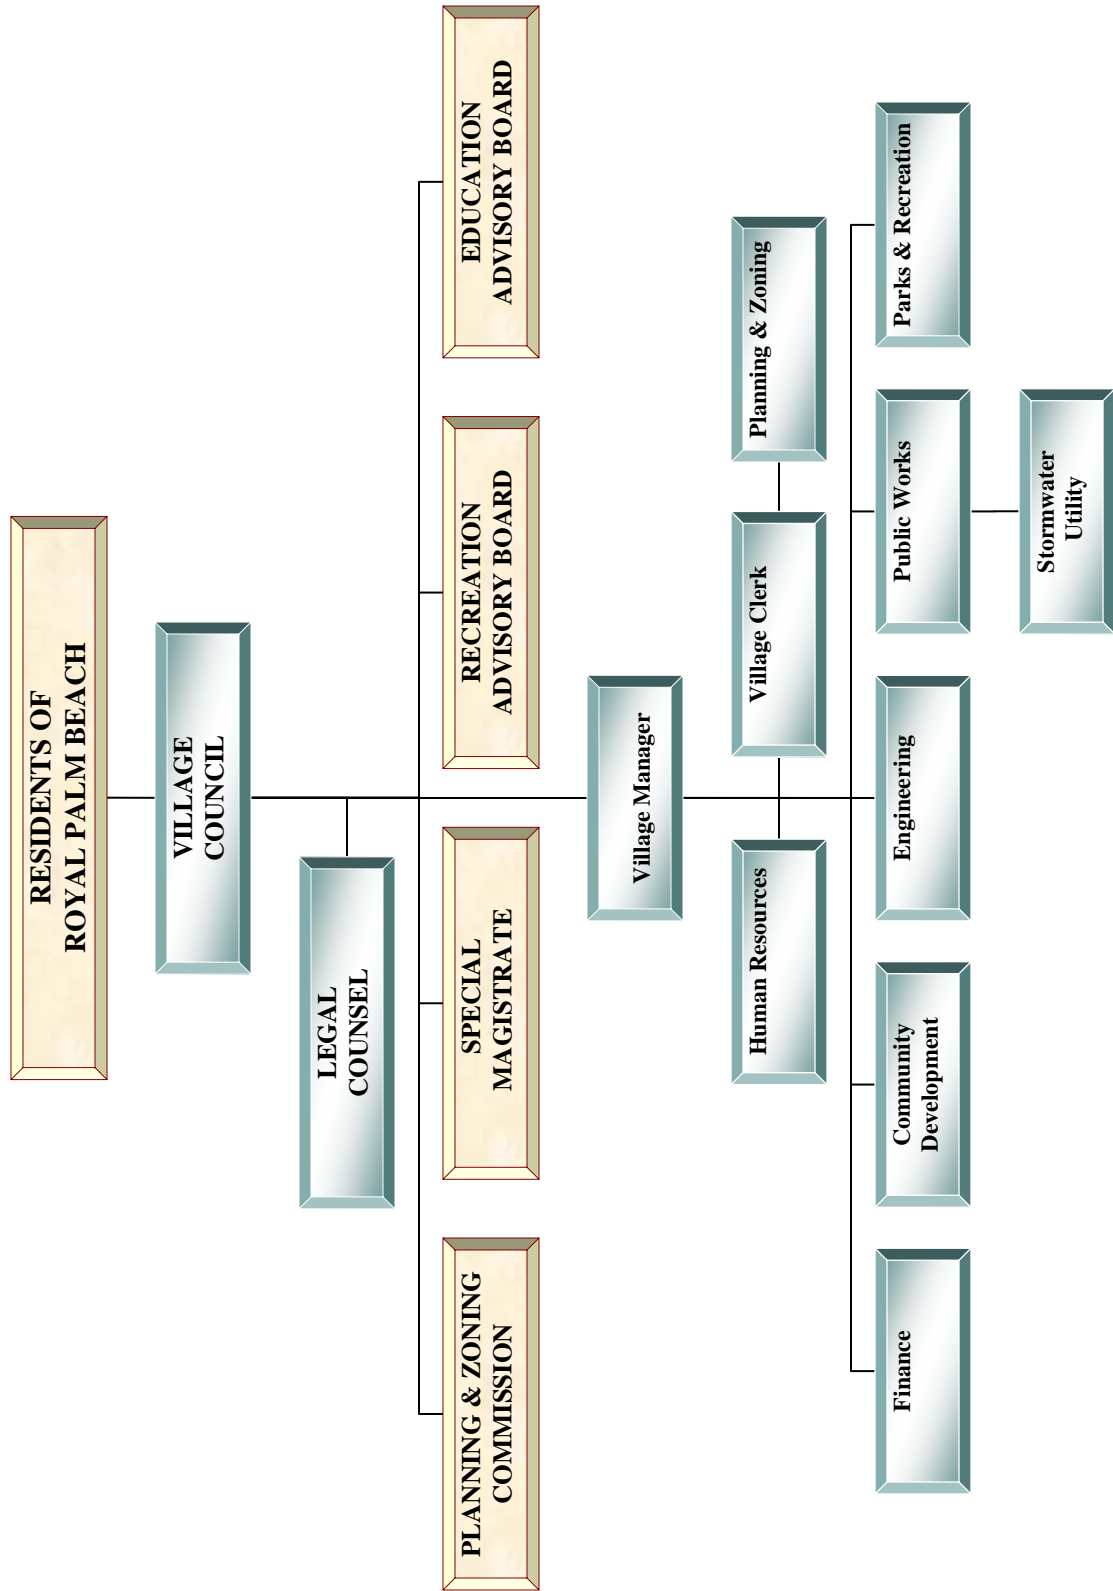 RESIDENTS OF
ROYAL PALM BEACH
VILLAGE
COUNCIL
LEGAL
COUNSEL
PLANNING & ZONING
COMMISSION
SPECIAL
MAGISTRATE
RECREATION
ADVISORY BOARD
EDUCATION
ADVISORY BOARD
Village Manager
Human Resources
Village Clerk
Planning & Zoning
Finance
Community
Development
Engineering
Public Works
Parks & Recreation
Stormwater
Utility